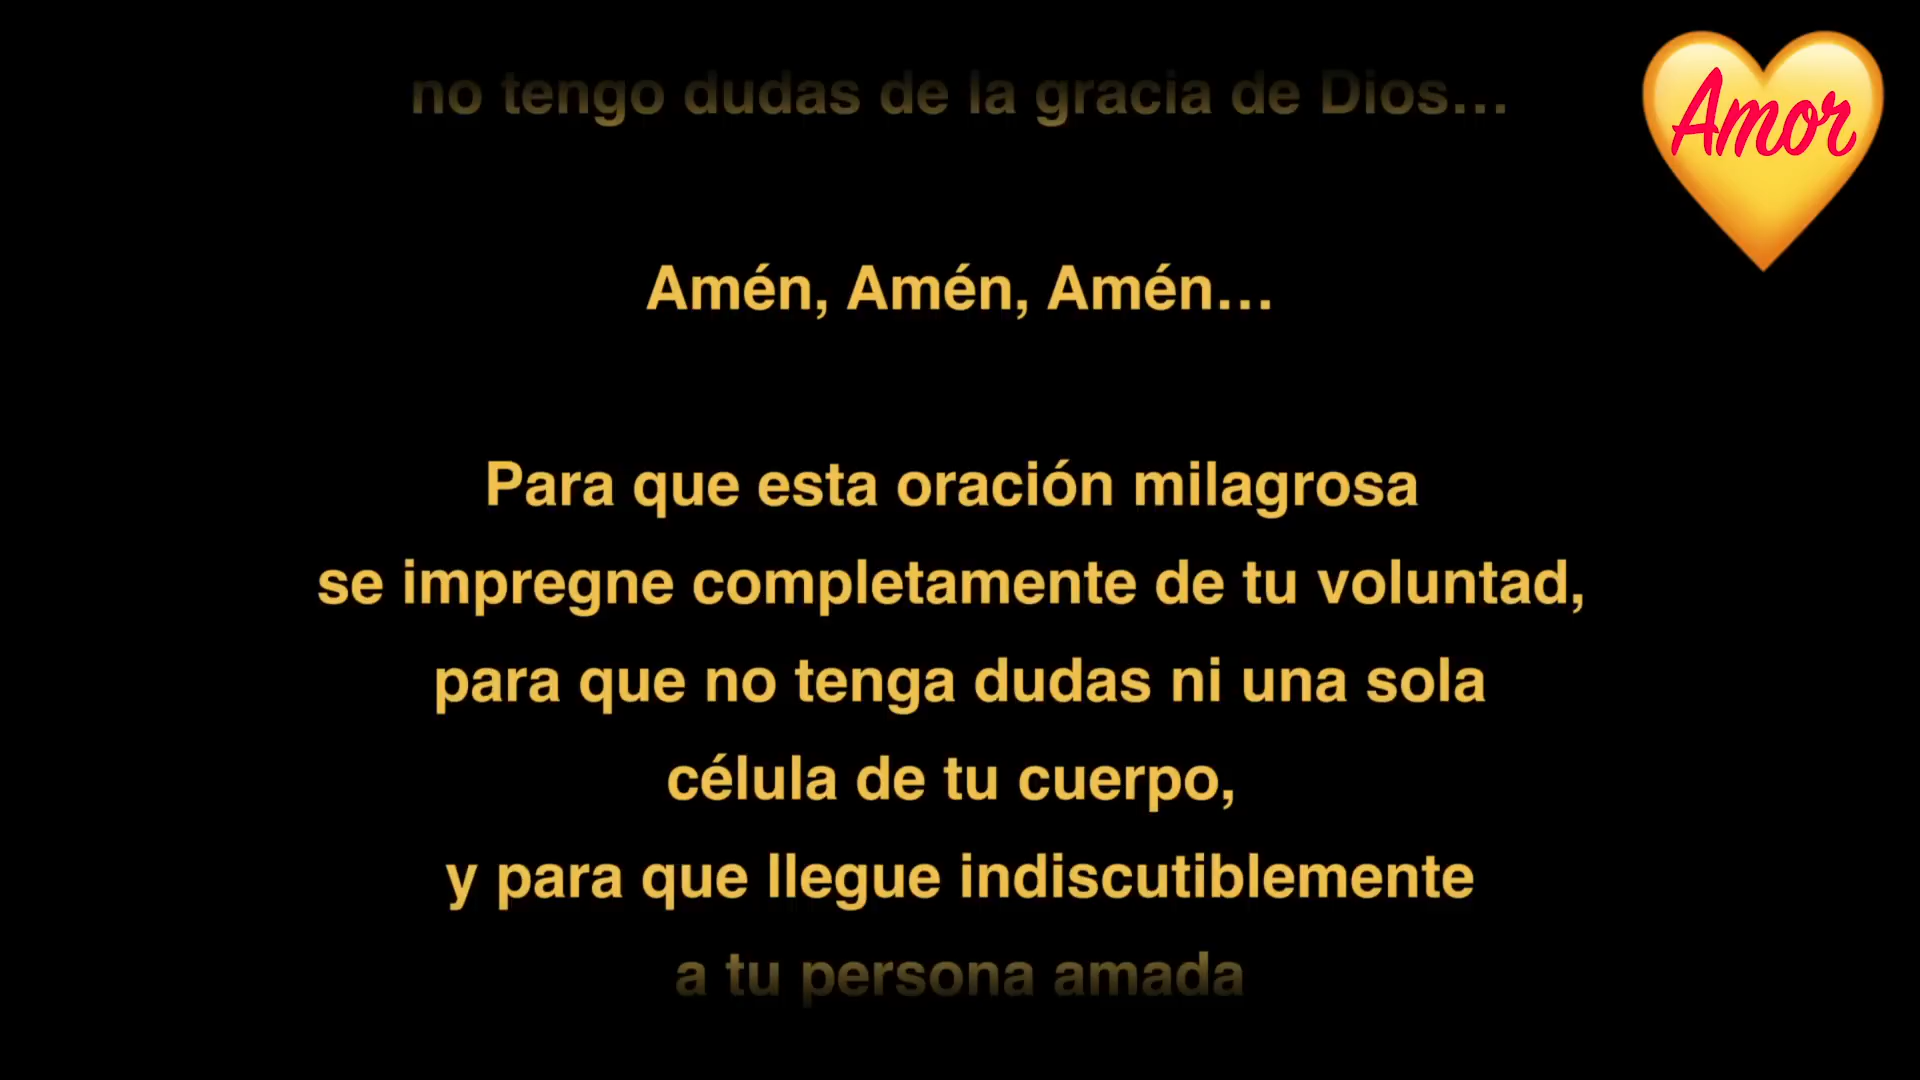 no tengo dudas de la gracia de Dios...
Amor
Amén, Amén, Amén...
Para que esta oración milagrosa
se impregne completamente de tu voluntad,
para que no tenga dudas ni una sola
célula de tu cuerpo,
y para que llegue indiscutiblemente
a tu persona amada